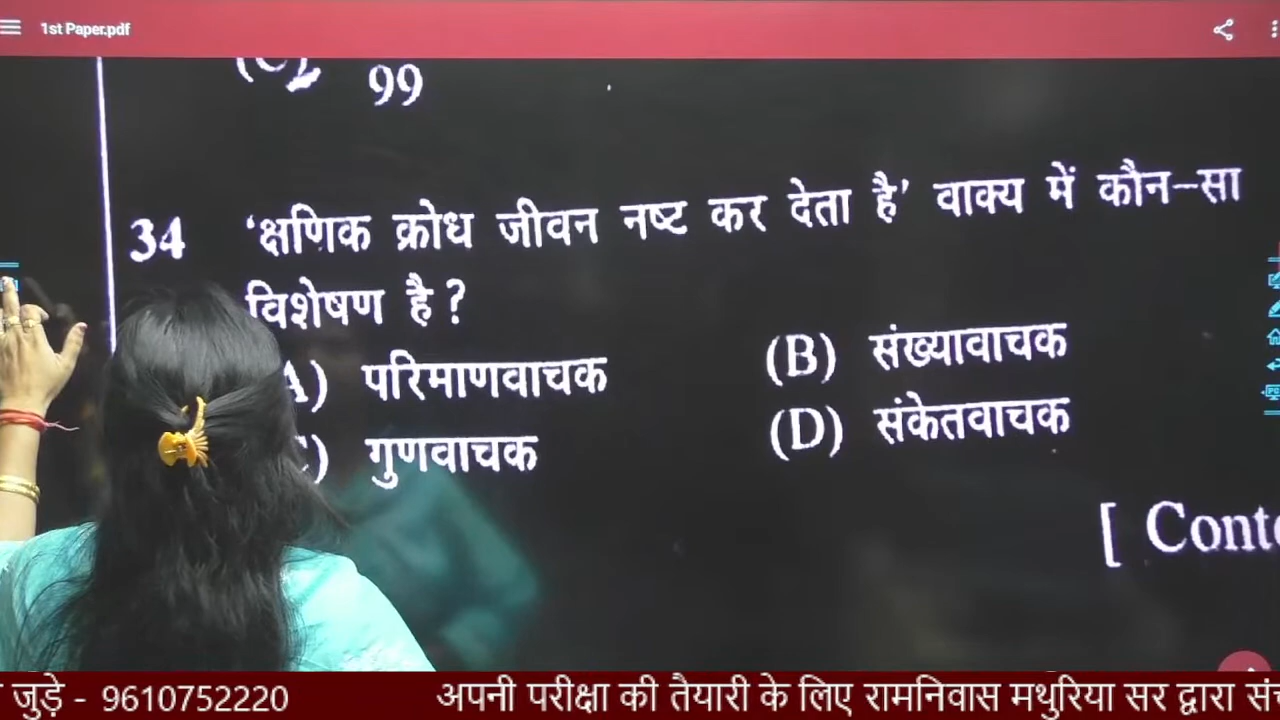 1st Paper.pdf
99
34 ‘क्षणिक क्रोध जीवन नष्ट कर देता है’ वाक्य में कौन-सा
विशेषण है ?
A) परिमाणवाचक (B) संख्यावाचक
C) गुणवाचक (D) संकेतवाचक
[ Cont
जुड़े - 9610752220 अपनी परीक्षा की तैयारी के लिए रामनिवास मथुरिया सर द्वारा